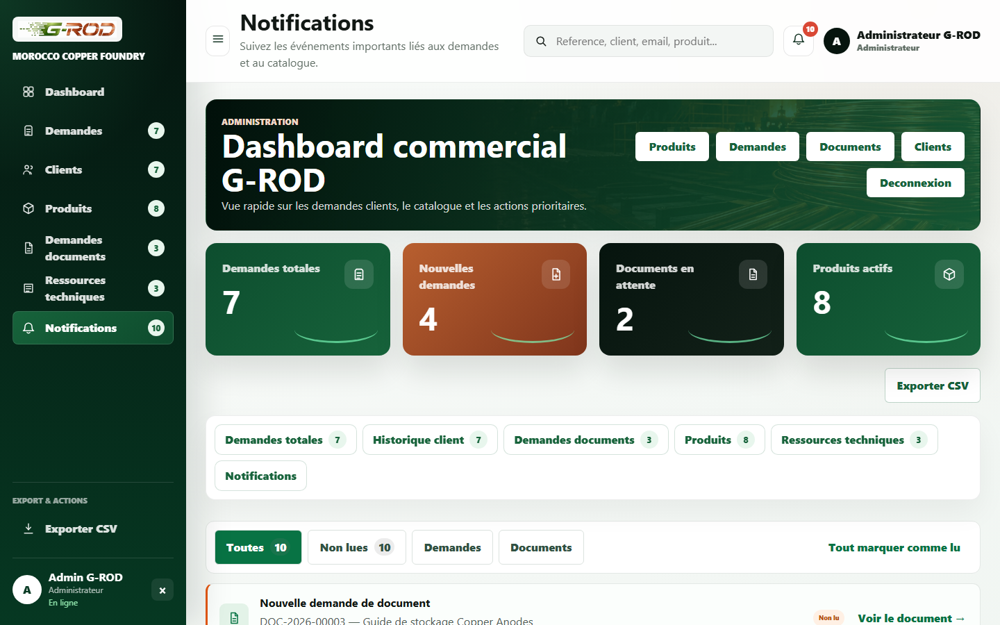 G-ROD
MOROCCO COPPER FOUNDRY
Dashboard
Demandes 7
Clients 7
Produits 8
Demandes
documents 3
Ressources
techniques 3
Notifications 10
EXPORT & ACTIONS
Exporter CSV
A
Admin G-ROD
Administrateur
En ligne
×
Notifications
Suivez les événements importants liés aux demandes
et au catalogue.
Reference, client, email, produit...
10
A
Administrateur G-ROD
Administrateur
ADMINISTRATION
Dashboard commercial
G-ROD
Vue rapide sur les demandes clients, le catalogue et les actions prioritaires.
Produits Demandes Documents Clients
Deconnexion
Demandes totales
7
Nouvelles
demandes
4
Documents en
attente
2
Produits actifs
8
Exporter CSV
Demandes totales 7 Historique client 7 Demandes documents 3 Produits 8 Ressources techniques 3
Notifications
Toutes 10 Non lues 10 Demandes Documents Tout marquer comme lu
Nouvelle demande de document
DOC-2026-00003 — Guide de stockage Copper Anodes
Non lu Voir le document →